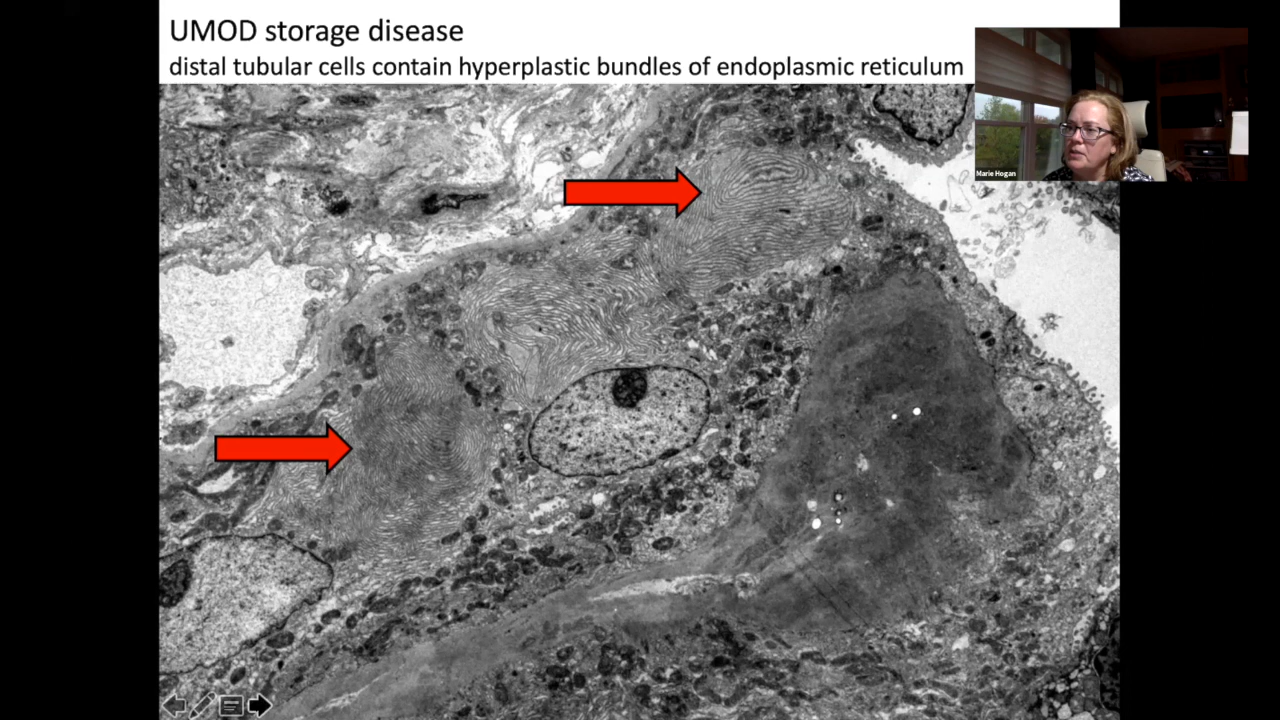 UMOD storage disease
distal tubular cells contain hyperplastic bundles of endoplasmic reticulum
Marie Hogan